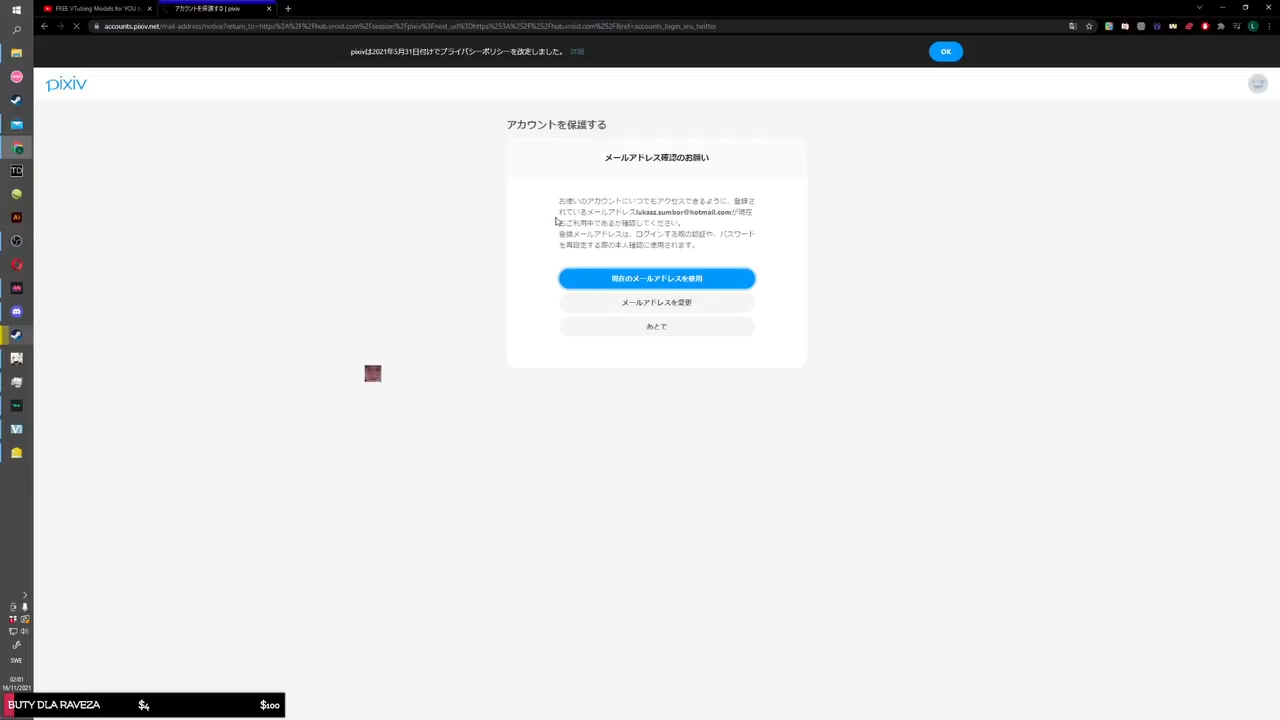 FREE VTubing Models for YOU t
アカウントを保護する | pixiv
accounts.pixiv.net/mail-address/notice?return_to=https%3A%2F%2Fhub.vroid.com%2Fsession%2Fpixiv%3Fnext_url%3Dhttps%253A%252F%252Fhub.vroid.com%252F&ref=accounts_login_sns_twitter
pixivは2021年5月31日付けでプライバシーポリシーを改定しました。 詳細
OK
pixiv
アカウントを保護する
メールアドレス確認のお願い
お使いのアカウントにいつでもアクセスできるように、登録さ
れているメールアドレスlukasz.sumbor@hotmail.comが現在
もご利用中であるか確認してください。
登録メールアドレスは、ログインする際の認証や、パスワード
を再設定する際の本人確認に使用されます。
現在のメールアドレスを使用
メールアドレスを変更
あとで
TD
Ai
SWE
02:01
16/11/2021
BUTY DLA RAVEZA $4 $100